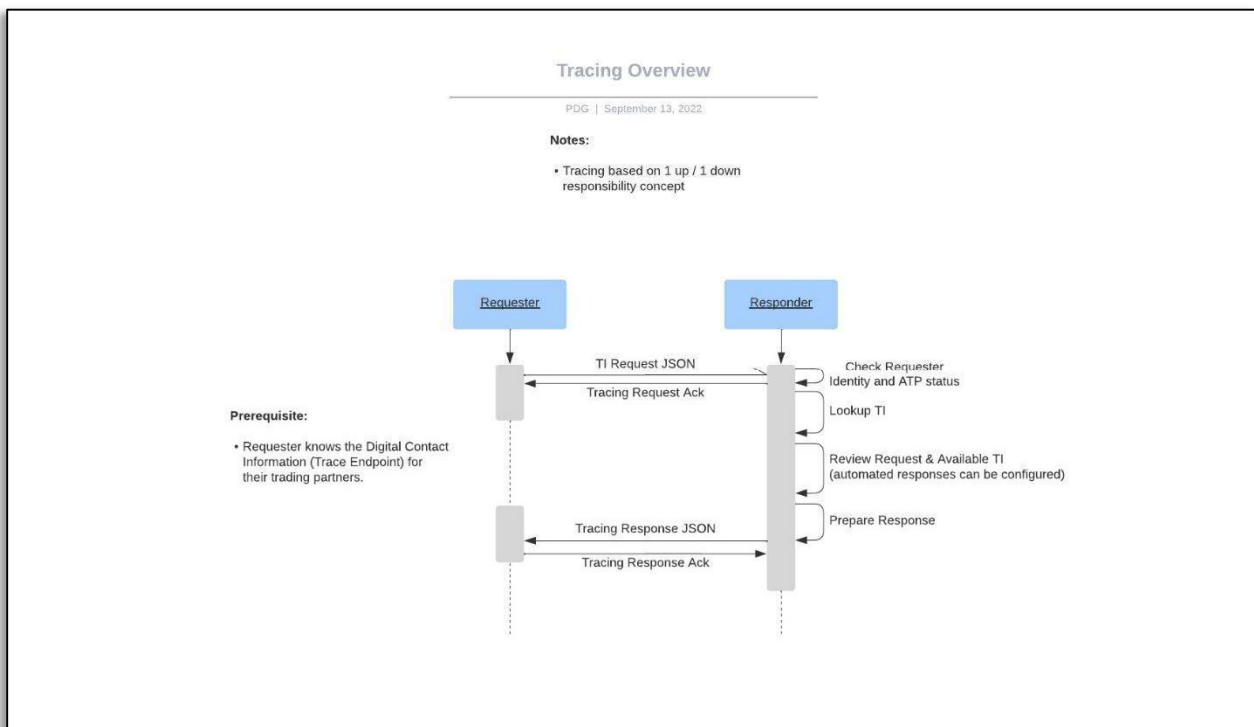 Tracing Overview
PDG | September 13, 2022
Notes:
• Tracing based on 1 up / 1 down
responsibility concept
Requester
Responder
TI Request JSON
Check Requester
Identity and ATP status
Tracing Request Ack
Lookup TI
Prerequisite:
• Requester knows the Digital Contact
Information (Trace Endpoint) for
their trading partners.
Review Request & Available TI
(automated responses can be configured)
Prepare Response
Tracing Response JSON
Tracing Response Ack